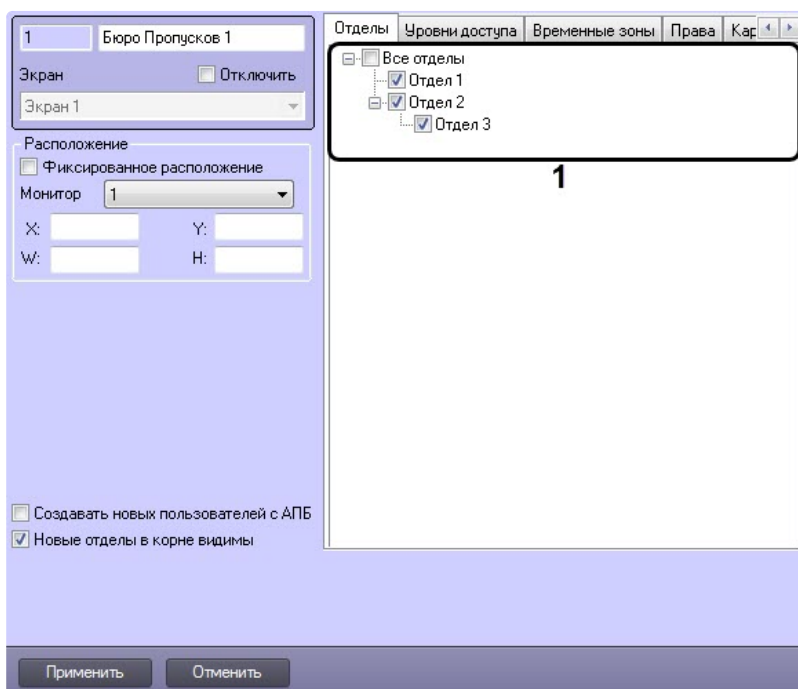 1 Бюро Пропусков 1
Экран Отключить
Экран 1
Расположение
Фиксированное расположение
Монитор 1
X: Y:
W: H:
Создавать новых пользователей с АПБ
Новые отделы в корне видимы
Отделы Уровни доступа Временные зоны Права Кар
Все отделы
Отдел 1
Отдел 2
Отдел 3
1
Применить Отменить